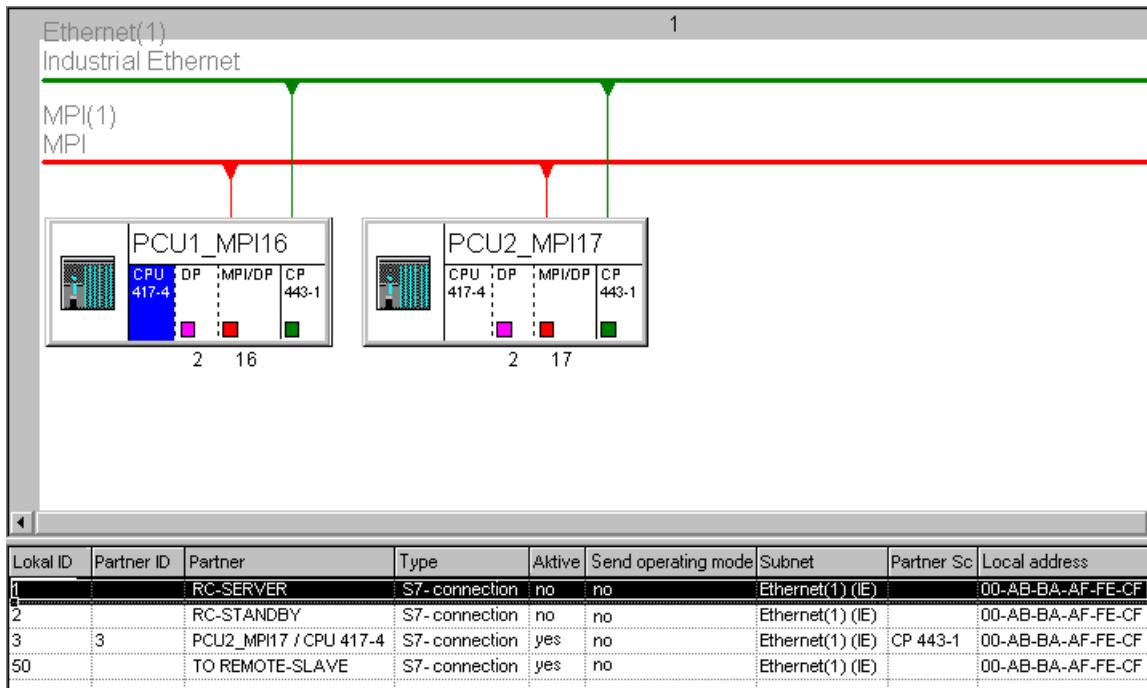 1
Ethernet(1)
Industrial Ethernet
MPI(1)
MPI
PCU1_MPI16
CPU 417-4 DP MPI/DP CP 443-1
2 16
PCU2_MPI17
CPU 417-4 DP MPI/DP CP 443-1
2 17
Lokal ID Partner ID Partner Type Aktive Send operating mode Subnet Partner Sc Local address
1 RC-SERVER S7-connection no no Ethernet(1) (IE) 00-AB-BA-AF-FE-CF
2 RC-STANDBY S7-connection no no Ethernet(1) (IE) 00-AB-BA-AF-FE-CF
3 3 PCU2_MPI17 / CPU 417-4 S7-connection yes no Ethernet(1) (IE) CP 443-1 00-AB-BA-AF-FE-CF
50 TO REMOTE-SLAVE S7-connection yes no Ethernet(1) (IE) 00-AB-BA-AF-FE-CF